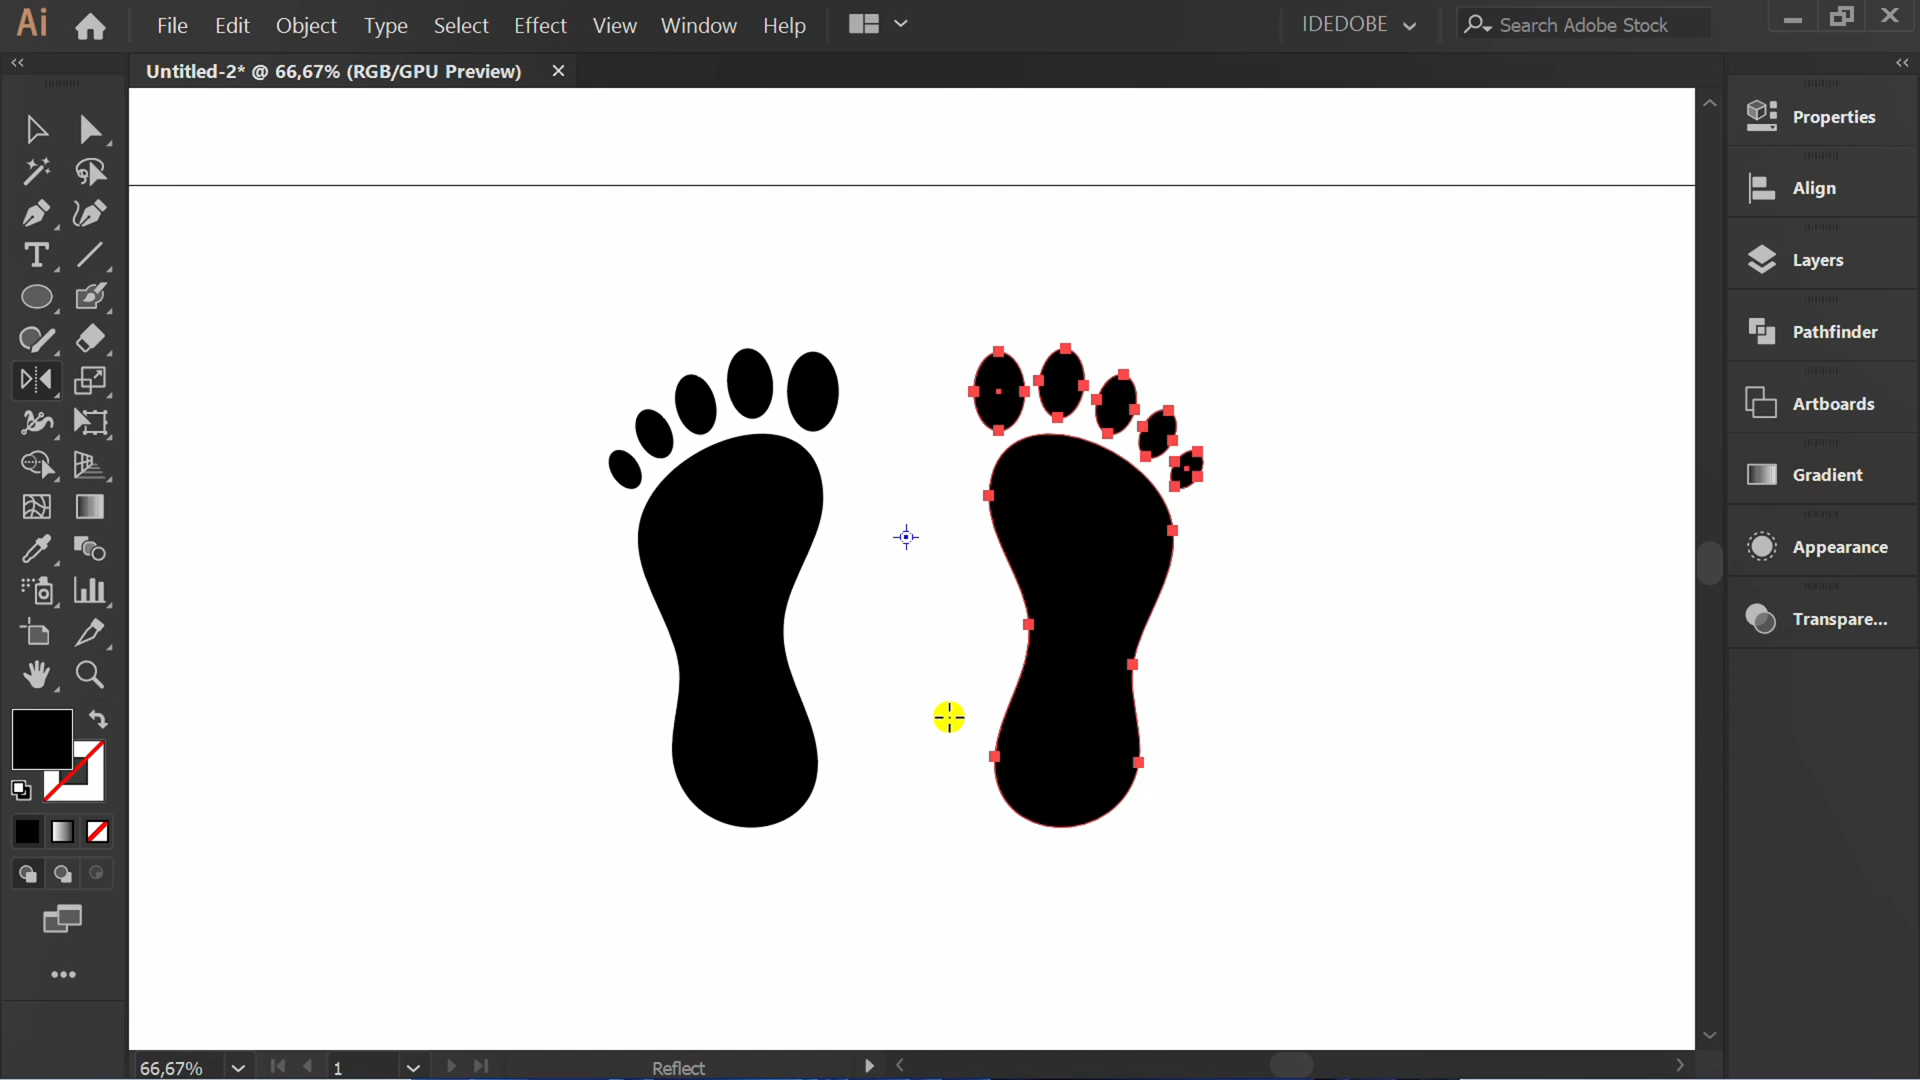 Ai File Edit Object Type Select Effect View Window Help IDEDOBE Search Adobe Stock
Untitled-2* @ 66,67% (RGB/GPU Preview)
Properties
Align
Layers
Pathfinder
Artboards
Gradient
Appearance
Transpare...
66,67% 1 Reflect